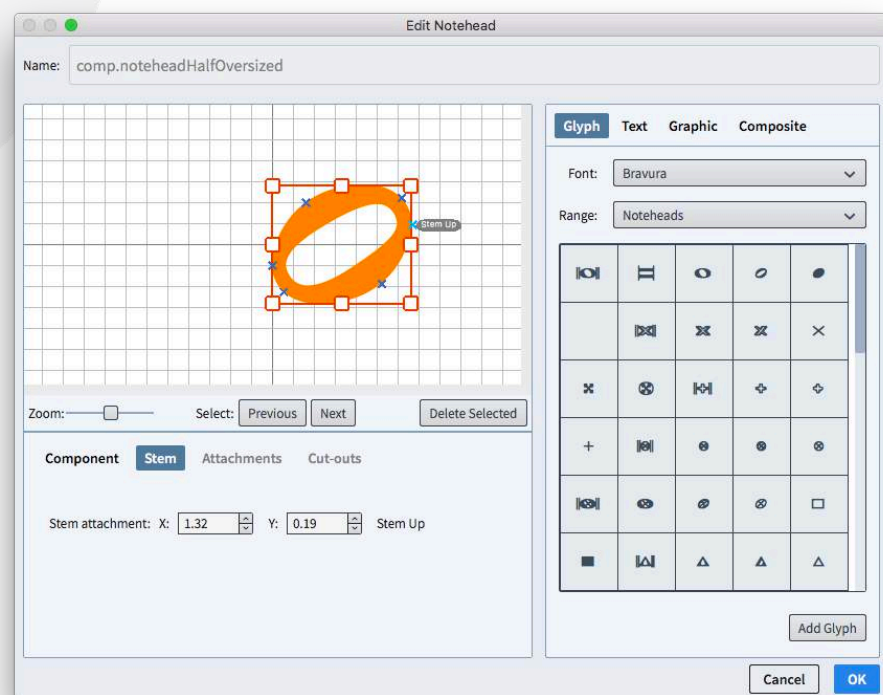 Edit Notehead
Name: comp.noteheadHalfOversized
Stem Up
Zoom: Select: Previous Next Delete Selected
Component Stem Attachments Cut-outs
Stem attachment: X: 1.32 Y: 0.19 Stem Up
Glyph Text Graphic Composite
Font: Bravura
Range: Noteheads
Add Glyph
Cancel OK